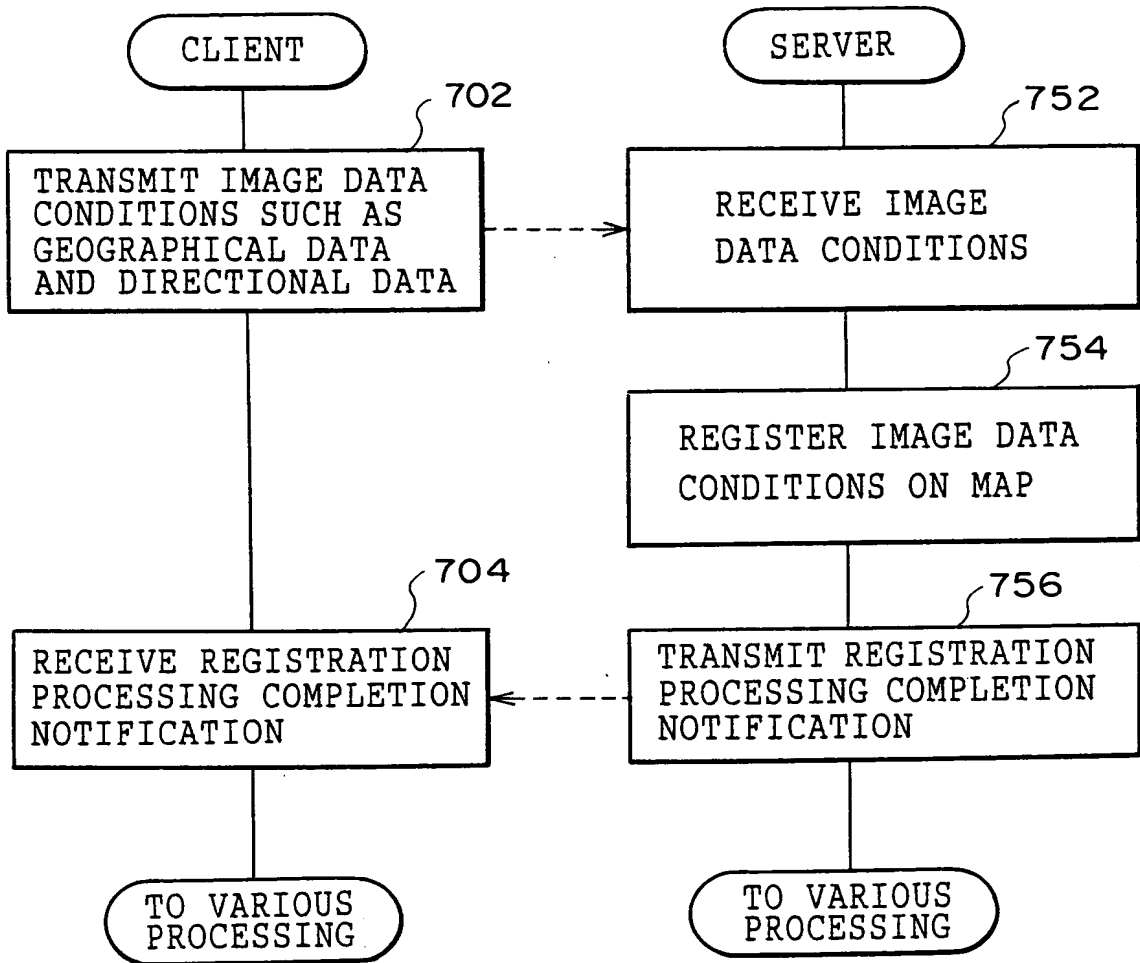 CLIENT
SERVER
702
752
TRANSMIT IMAGE DATA
CONDITIONS SUCH AS
GEOGRAPHICAL DATA
AND DIRECTIONAL DATA
RECEIVE IMAGE
DATA CONDITIONS
754
REGISTER IMAGE DATA
CONDITIONS ON MAP
704
756
RECEIVE REGISTRATION
PROCESSING COMPLETION
NOTIFICATION
TRANSMIT REGISTRATION
PROCESSING COMPLETION
NOTIFICATION
TO VARIOUS
PROCESSING
TO VARIOUS
PROCESSING